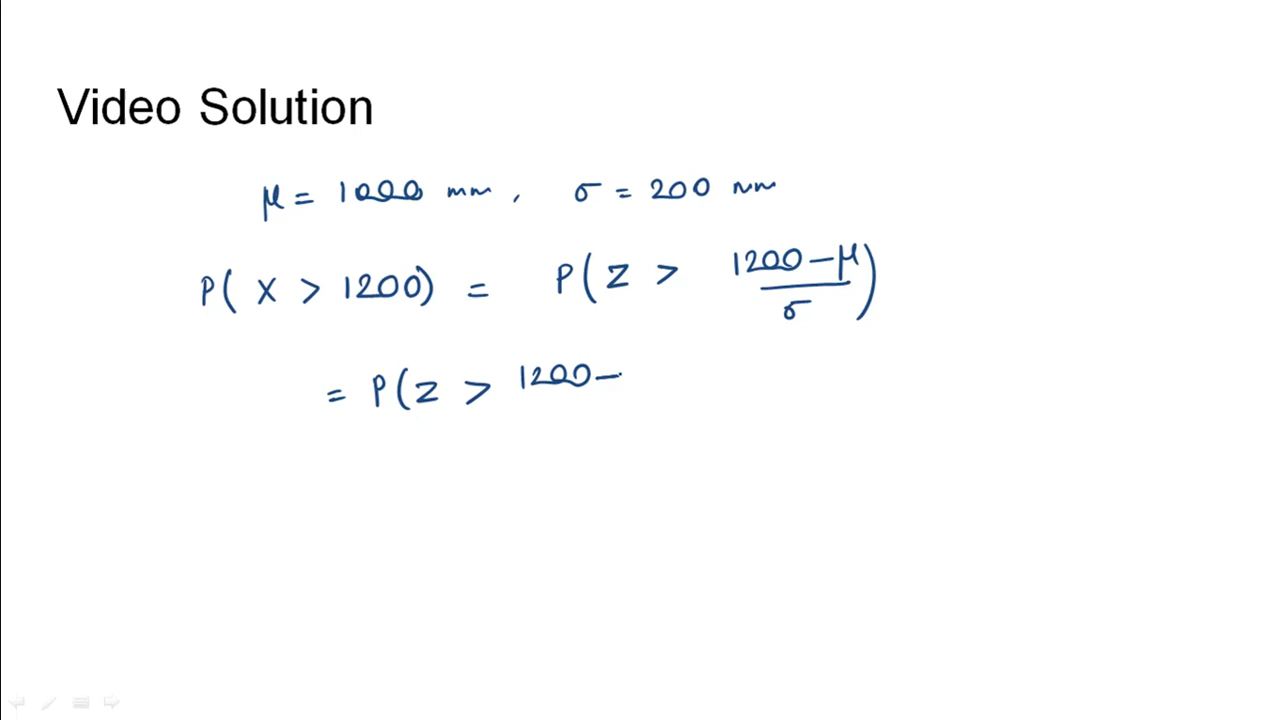 Video Solution
μ = 1000 mm , σ = 200 mm
P( X > 1200) = P(Z > (1200-μ)/σ)
= P(Z > 1200-